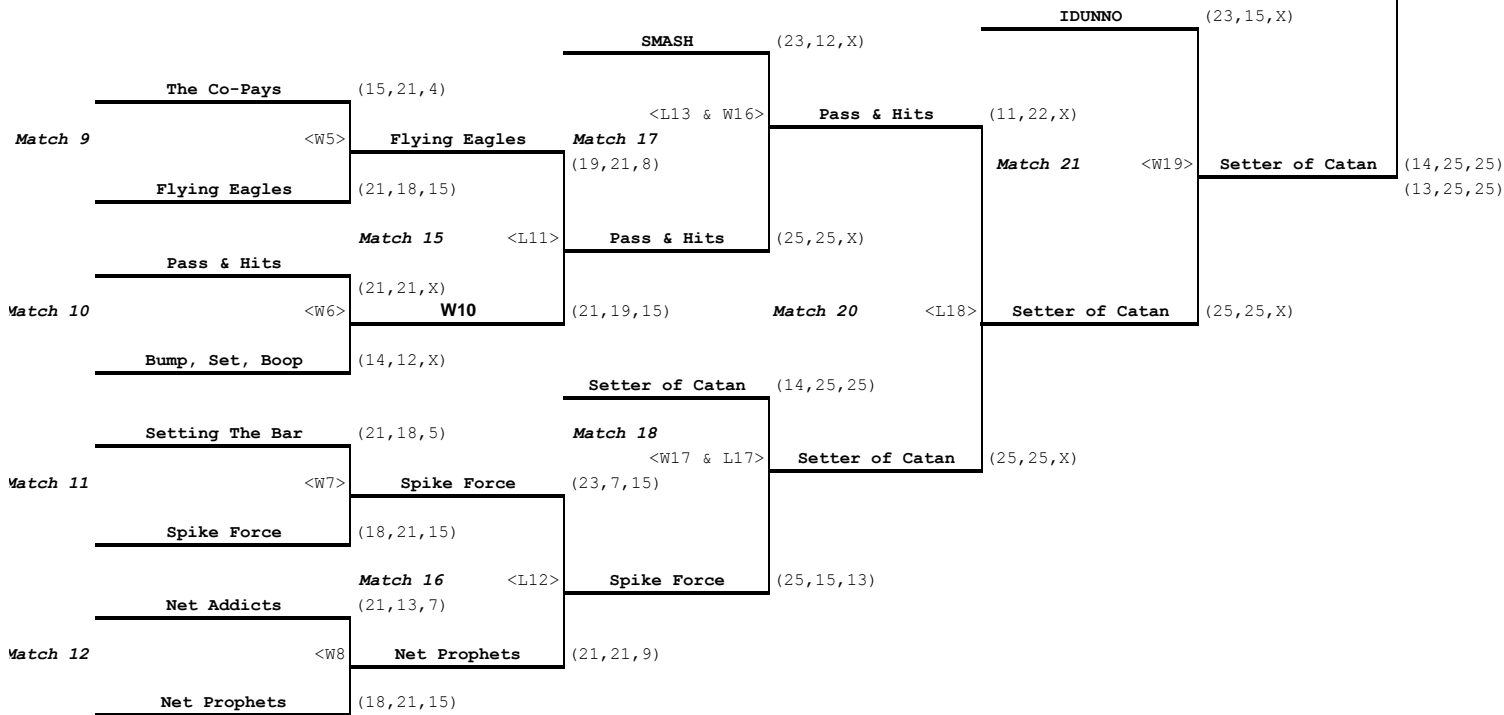 IDUNNO (23,15,X)
SMASH (23,12,X)
The Co-Pays (15,21,4)
<L13 & W16> Pass & Hits (11,22,X)
Match 9 <W5> Flying Eagles Match 17
(19,21,8) Match 21 <W19> Setter of Catan (14,25,25)
Flying Eagles (21,18,15) (13,25,25)
Match 15 <L11> Pass & Hits (25,25,X)
Pass & Hits
(21,21,X)
Match 10 <W6> W10 (21,19,15) Match 20 <L18> Setter of Catan (25,25,X)
Bump, Set, Boop (14,12,X)
Setter of Catan (14,25,25)
Setting The Bar (21,18,5) Match 18
<W17 & L17> Setter of Catan (25,25,X)
Match 11 <W7> Spike Force (23,7,15)
Spike Force (18,21,15)
Match 16 <L12> Spike Force (25,15,13)
Net Addicts (21,13,7)
Match 12 <W8 Net Prophets (21,21,9)
Net Prophets (18,21,15)